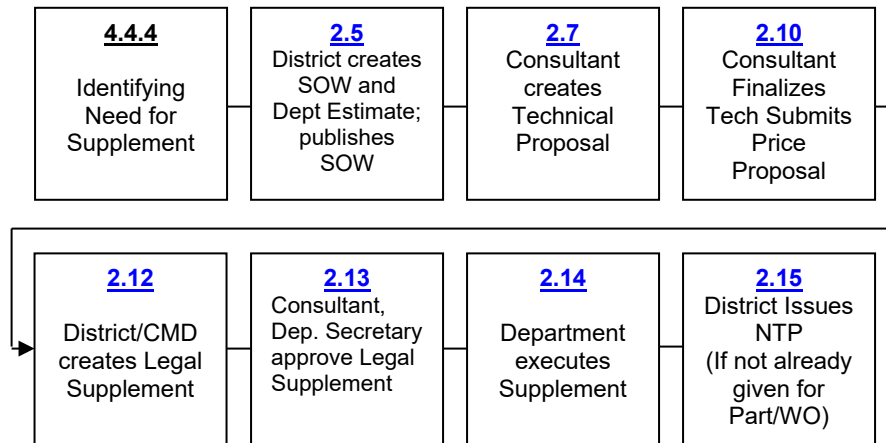 4.4.4
Identifying
Need for
Supplement
2.5
District creates
SOW and
Dept Estimate;
publishes
SOW
2.7
Consultant
creates
Technical
Proposal
2.10
Consultant
Finalizes
Tech Submits
Price
Proposal
2.12
District/CMD
creates Legal
Supplement
2.13
Consultant,
Dep. Secretary
approve Legal
Supplement
2.14
Department
executes
Supplement
2.15
District Issues
NTP
(If not already
given for
Part/WO)